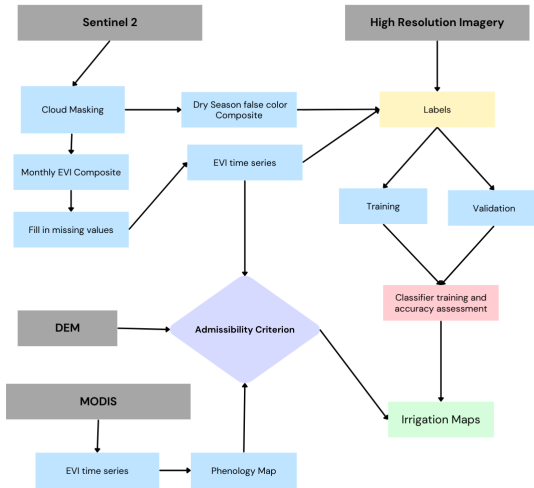 Sentinel 2
High Resolution Imagery
Cloud Masking
Dry Season false color
Composite
Labels
Monthly EVI Composite
EVI time series
Fill in missing values
Training
Validation
Classifier training and
accuracy assessment
DEM
Admissibility Criterion
MODIS
Irrigation Maps
EVI time series
Phenology Map